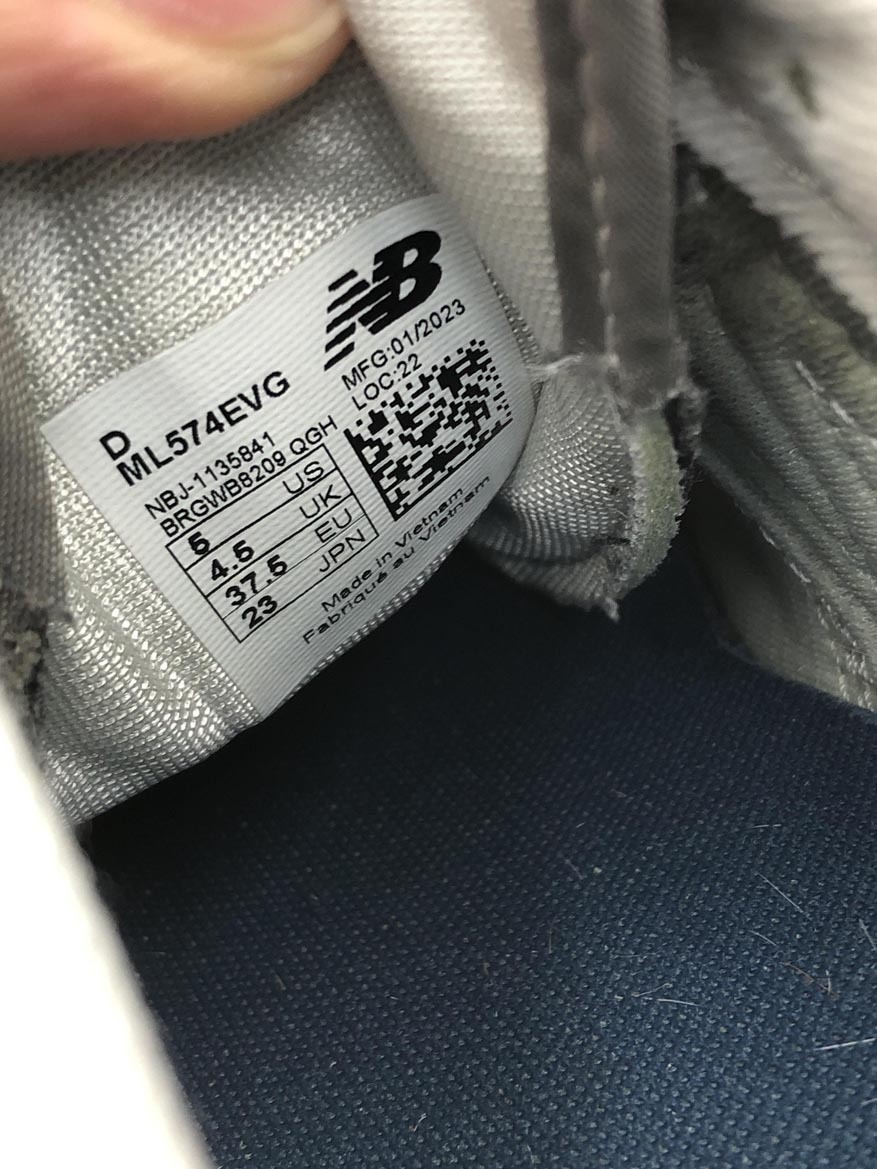 NB
MFG:01/2023
LOC:22
D
ML574EVG
NBJ-1135841
BRGWB8209 QGH
5 US
4.5 UK
37.5 EU
23 JPN
Made in Vietnam
Fabriqué au Vietnam